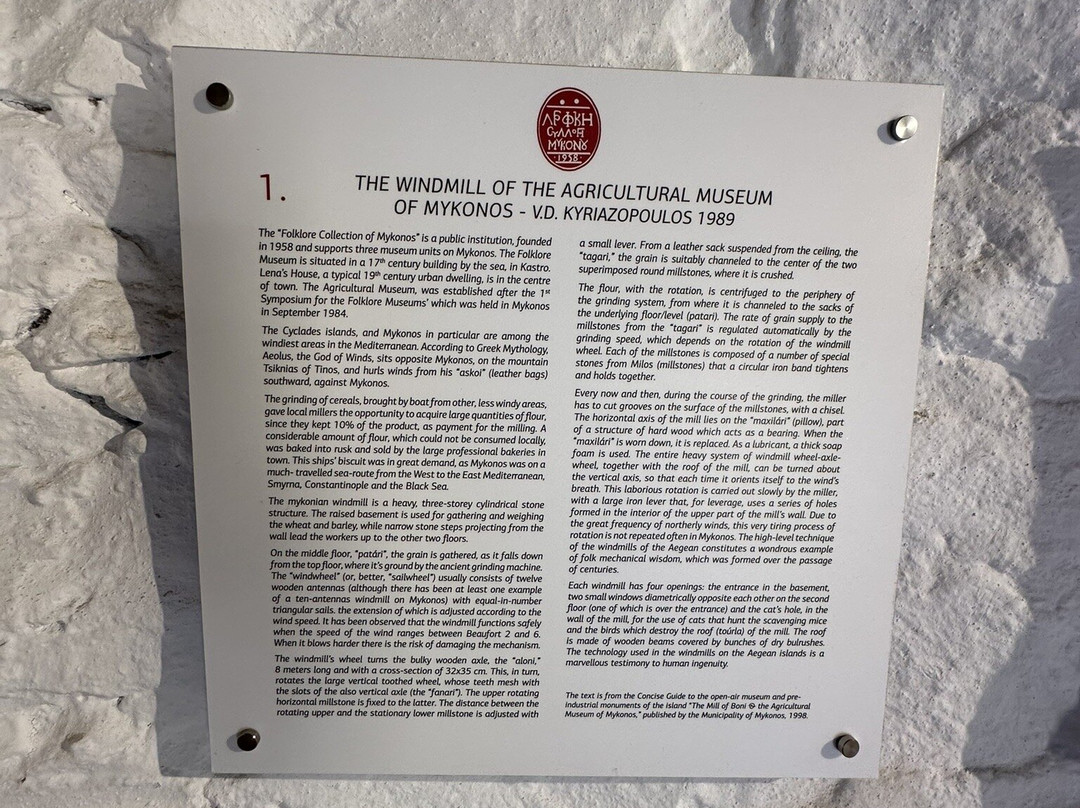 ΛΕΦΚΗ
СΥΛΛΟΓ
ΜΥΚΟΝȢ
·1958·
1.
THE WINDMILL OF THE AGRICULTURAL MUSEUM
OF MYKONOS - V.D. KYRIAZOPOULOS 1989
The "Folklore Collection of Mykonos" is a public institution, founded
in 1958 and supports three museum units on Mykonos. The Folklore
Museum is situated in a 17th century building by the sea, in Kastro.
Lena's House, a typical 19th century urban dwelling, is in the centre
of town. The Agricultural Museum, was established after the 1st
Symposium for the Folklore Museums' which was held in Mykonos
in September 1984.
The Cyclades islands, and Mykonos in particular are among the
windiest areas in the Mediterranean. According to Greek Mythology,
Aeolus, the God of Winds, sits opposite Mykonos, on the mountain
Tsiknias of Tinos, and hurls winds from his "askoi" (leather bags)
southward, against Mykonos.
The grinding of cereals, brought by boat from other, less windy areas,
gave local millers the opportunity to acquire large quantities of flour,
since they kept 10% of the product, as payment for the milling. A
considerable amount of flour, which could not be consumed locally,
was baked into rusk and sold by the large professional bakeries in
town. This ships' biscuit was in great demand, as Mykonos was on a
much- travelled sea-route from the West to the East Mediterranean,
Smyrna, Constantinople and the Black Sea.
The mykonian windmill is a heavy, three-storey cylindrical stone
structure. The raised basement is used for gathering and weighing
the wheat and barley, while narrow stone steps projecting from the
wall lead the workers up to the other two floors.
On the middle floor, "patári", the grain is gathered, as it falls down
from the top floor, where it's ground by the ancient grinding machine.
The "windwheel" (or, better, "sailwheel") usually consists of twelve
wooden antennas (although there has been at least one example
of a ten-antennas windmill on Mykonos) with equal-in-number
triangular sails. the extension of which is adjusted according to the
wind speed. It has been observed that the windmill functions safely
when the speed of the wind ranges between Beaufort 2 and 6.
When it blows harder there is the risk of damaging the mechanism.
The windmill's wheel turns the bulky wooden axle, the "aloni,"
8 meters long and with a cross-section of 32x35 cm. This, in turn,
rotates the large vertical toothed wheel, whose teeth mesh with
the slots of the also vertical axle (the "fanari"). The upper rotating
horizontal millstone is fixed to the latter. The distance between the
rotating upper and the stationary lower millstone is adjusted with
a small lever. From a leather sack suspended from the ceiling, the
"tagari," the grain is suitably channeled to the center of the two
superimposed round millstones, where it is crushed.
The flour, with the rotation, is centrifuged to the periphery of
the grinding system, from where it is channeled to the sacks of
the underlying floor/level (patari). The rate of grain supply to the
millstones from the "tagari" is regulated automatically by the
grinding speed, which depends on the rotation of the windmill
wheel. Each of the millstones is composed of a number of special
stones from Milos (millstones) that a circular iron band tightens
and holds together.
Every now and then, during the course of the grinding, the miller
has to cut grooves on the surface of the millstones, with a chisel.
The horizontal axis of the mill lies on the "maxilári" (pillow), part
of a structure of hard wood which acts as a bearing. When the
"maxilári" is worn down, it is replaced. As a lubricant, a thick soap
foam is used. The entire heavy system of windmill wheel-axle-
wheel, together with the roof of the mill, can be turned about
the vertical axis, so that each time it orients itself to the wind's
breath. This laborious rotation is carried out slowly by the miller,
with a large iron lever that, for leverage, uses a series of holes
formed in the interior of the upper part of the mill's wall. Due to
the great frequency of northerly winds, this very tiring process of
rotation is not repeated often in Mykonos. The high-level technique
of the windmills of the Aegean constitutes a wondrous example
of folk mechanical wisdom, which was formed over the passage
of centuries.
Each windmill has four openings: the entrance in the basement,
two small windows diametrically opposite each other on the second
floor (one of which is over the entrance) and the cat's hole, in the
wall of the mill, for the use of cats that hunt the scavenging mice
and the birds which destroy the roof (toúrla) of the mill. The roof
is made of wooden beams covered by bunches of dry bulrushes.
The technology used in the windmills on the Aegean islands is a
marvellous testimony to human ingenuity.
The text is from the Concise Guide to the open-air museum and pre-
industrial monuments of the island "The Mill of Boni & the Agricultural
Museum of Mykonos," published by the Municipality of Mykonos, 1998.